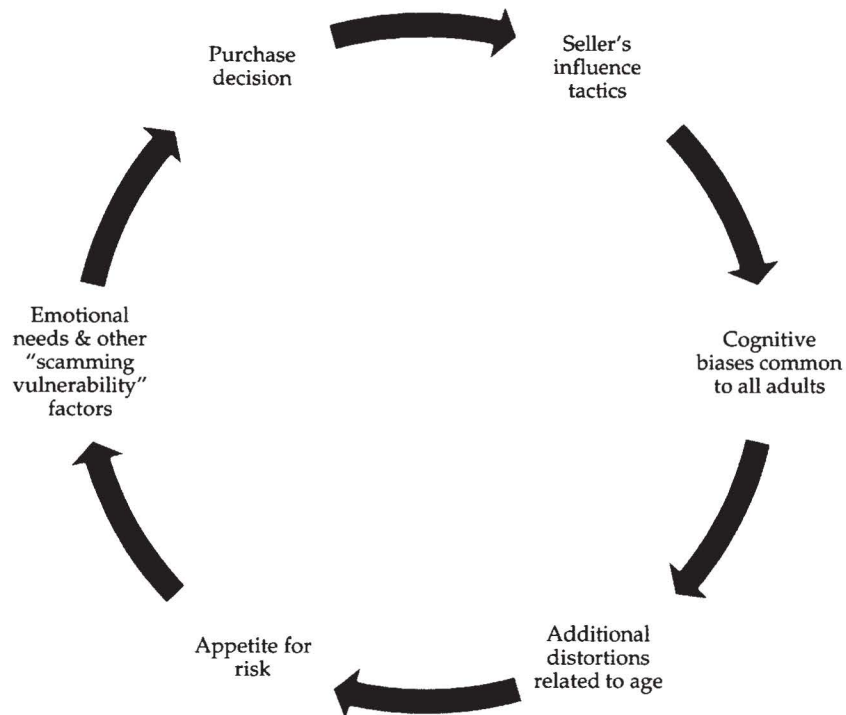 Purchase
decision
Seller's
influence
tactics
Cognitive
biases common
to all adults
Additional
distortions
related to age
Appetite for
risk
Emotional
needs & other
"scamming
vulnerability"
factors